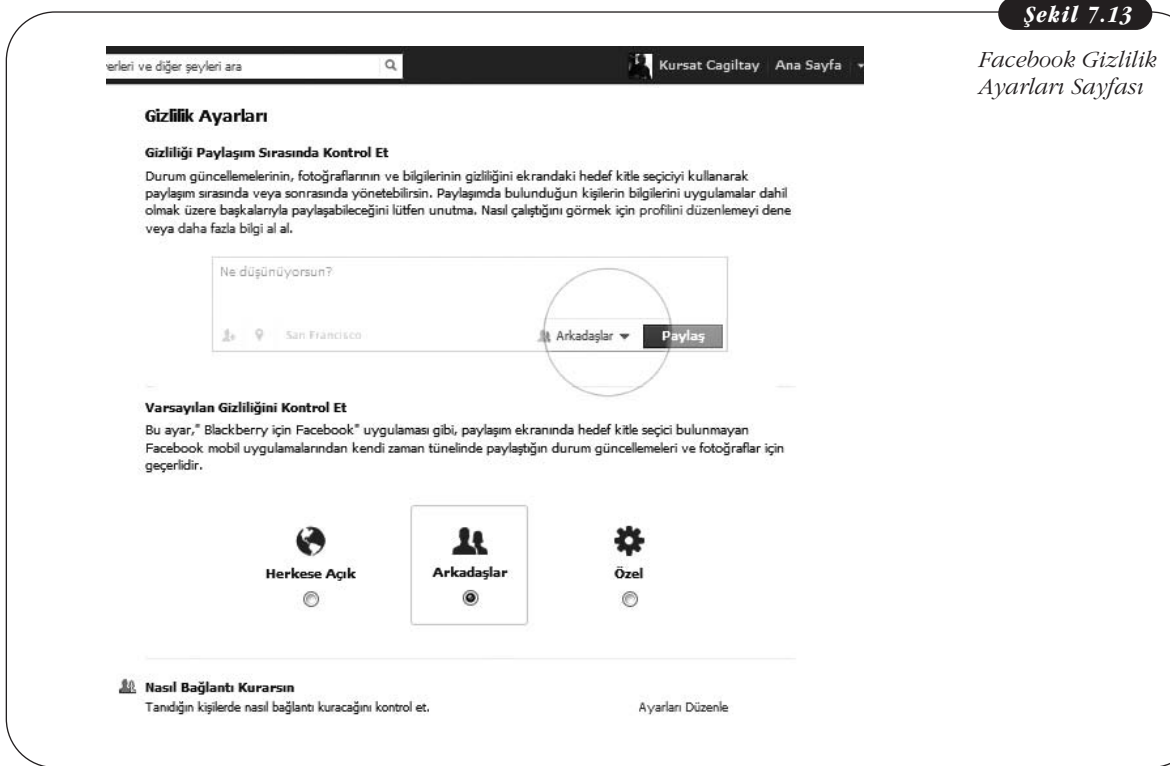 Şekil 7.13
Facebook Gizlilik
Ayarları Sayfası
erleri ve diğer şeyleri ara
Kursat Cagiltay Ana Sayfa
Gizlilik Ayarları
Gizliliği Paylaşım Sırasında Kontrol Et
Durum güncellemelerinin, fotoğraflarının ve bilgilerinin gizliliğini ekrandaki hedef kitle seçiciyi kullanarak
paylaşım sırasında veya sonrasında yönetebilirsin. Paylaşımda bulunduğun kişilerin bilgilerini uygulamalar dahil
olmak üzere başkalarıyla paylaşabileceğini lütfen unutma. Nasıl çalıştığını görmek için profilini düzenlemeyi dene
veya daha fazla bilgi al al.
Ne düşünüyorsun?
San Francisco
Arkadaşlar
Paylaş
Varsayılan Gizliliğini Kontrol Et
Bu ayar," Blackberry için Facebook" uygulaması gibi, paylaşım ekranında hedef kitle seçici bulunmayan
Facebook mobil uygulamalarından kendi zaman tünelinde paylaştığın durum güncellemeleri ve fotoğraflar için
geçerlidir.
Herkese Açık
Arkadaşlar
Özel
Nasıl Bağlantı Kurarsın
Tanıdığın kişilerde nasıl bağlantı kuracağını kontrol et.
Ayarları Düzenle